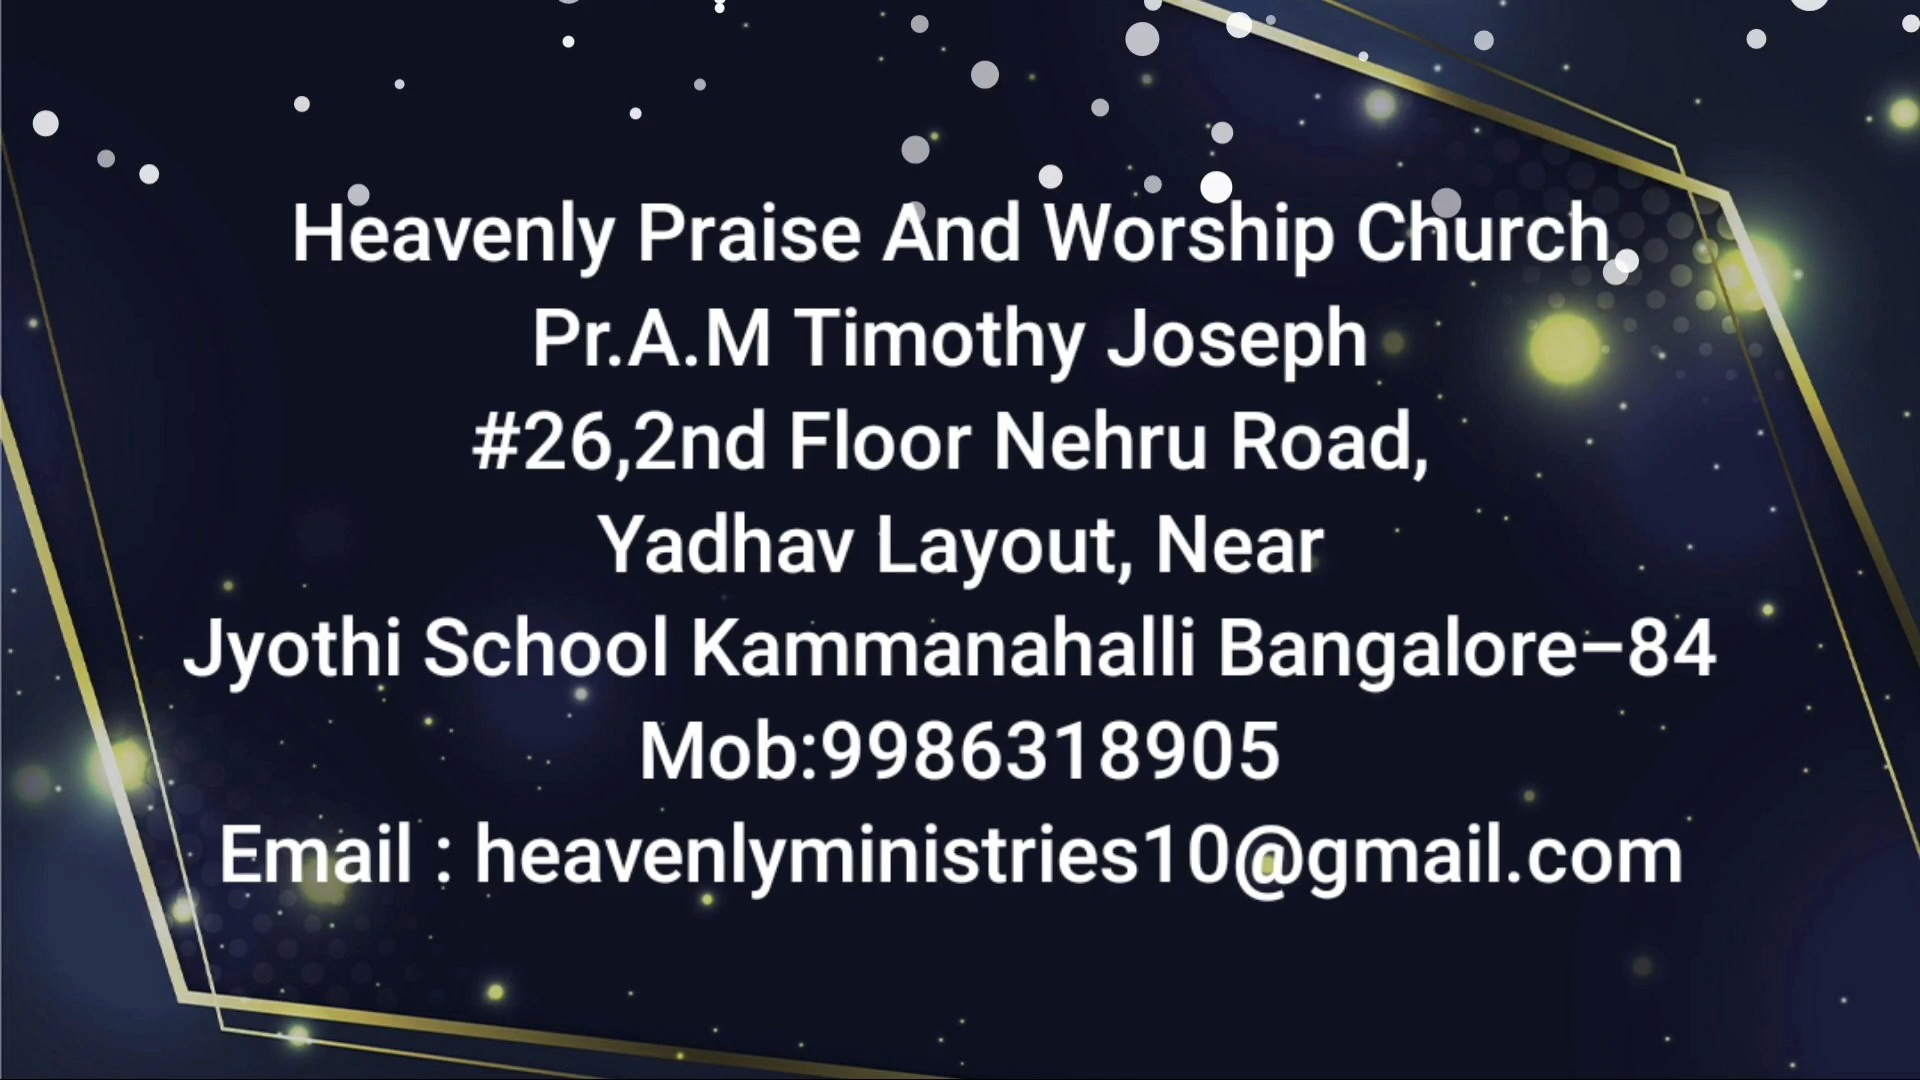 Heavenly Praise And Worship Church,
Pr.A.M Timothy Joseph
#26,2nd Floor Nehru Road,
Yadhav Layout, Near
Jyothi School Kammanahalli Bangalore–84
Mob:9986318905
Email : heavenlyministries10@gmail.com